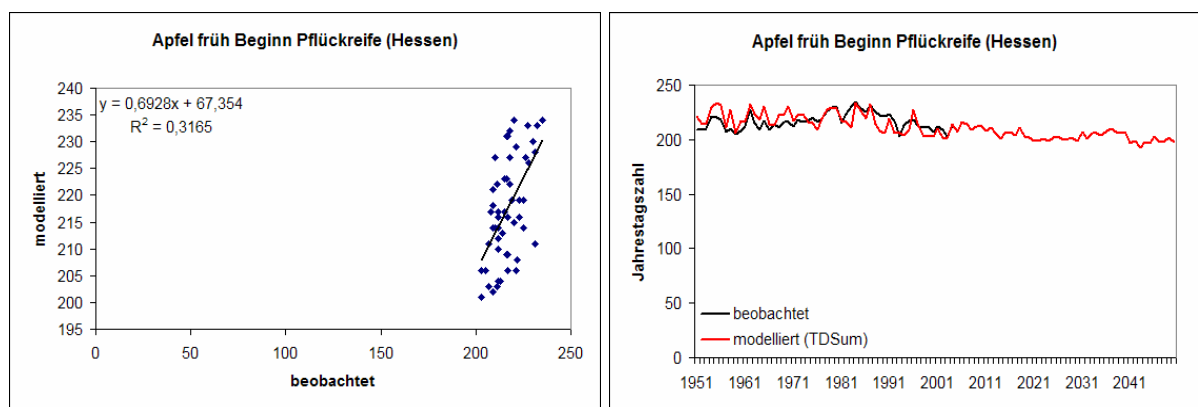 Apfel früh Beginn Pflückreife (Hessen)
y = 0,6928x + 67,354
R² = 0,3165
modelliert
240
235
230
225
220
215
210
205
200
195
0 50 100 150 200 250
beobachtet
Apfel früh Beginn Pflückreife (Hessen)
Jahrestagszahl
250
200
150
100
50
0
beobachtet
modelliert (TDSum)
1951 1961 1971 1981 1991 2001 2011 2021 2031 2041